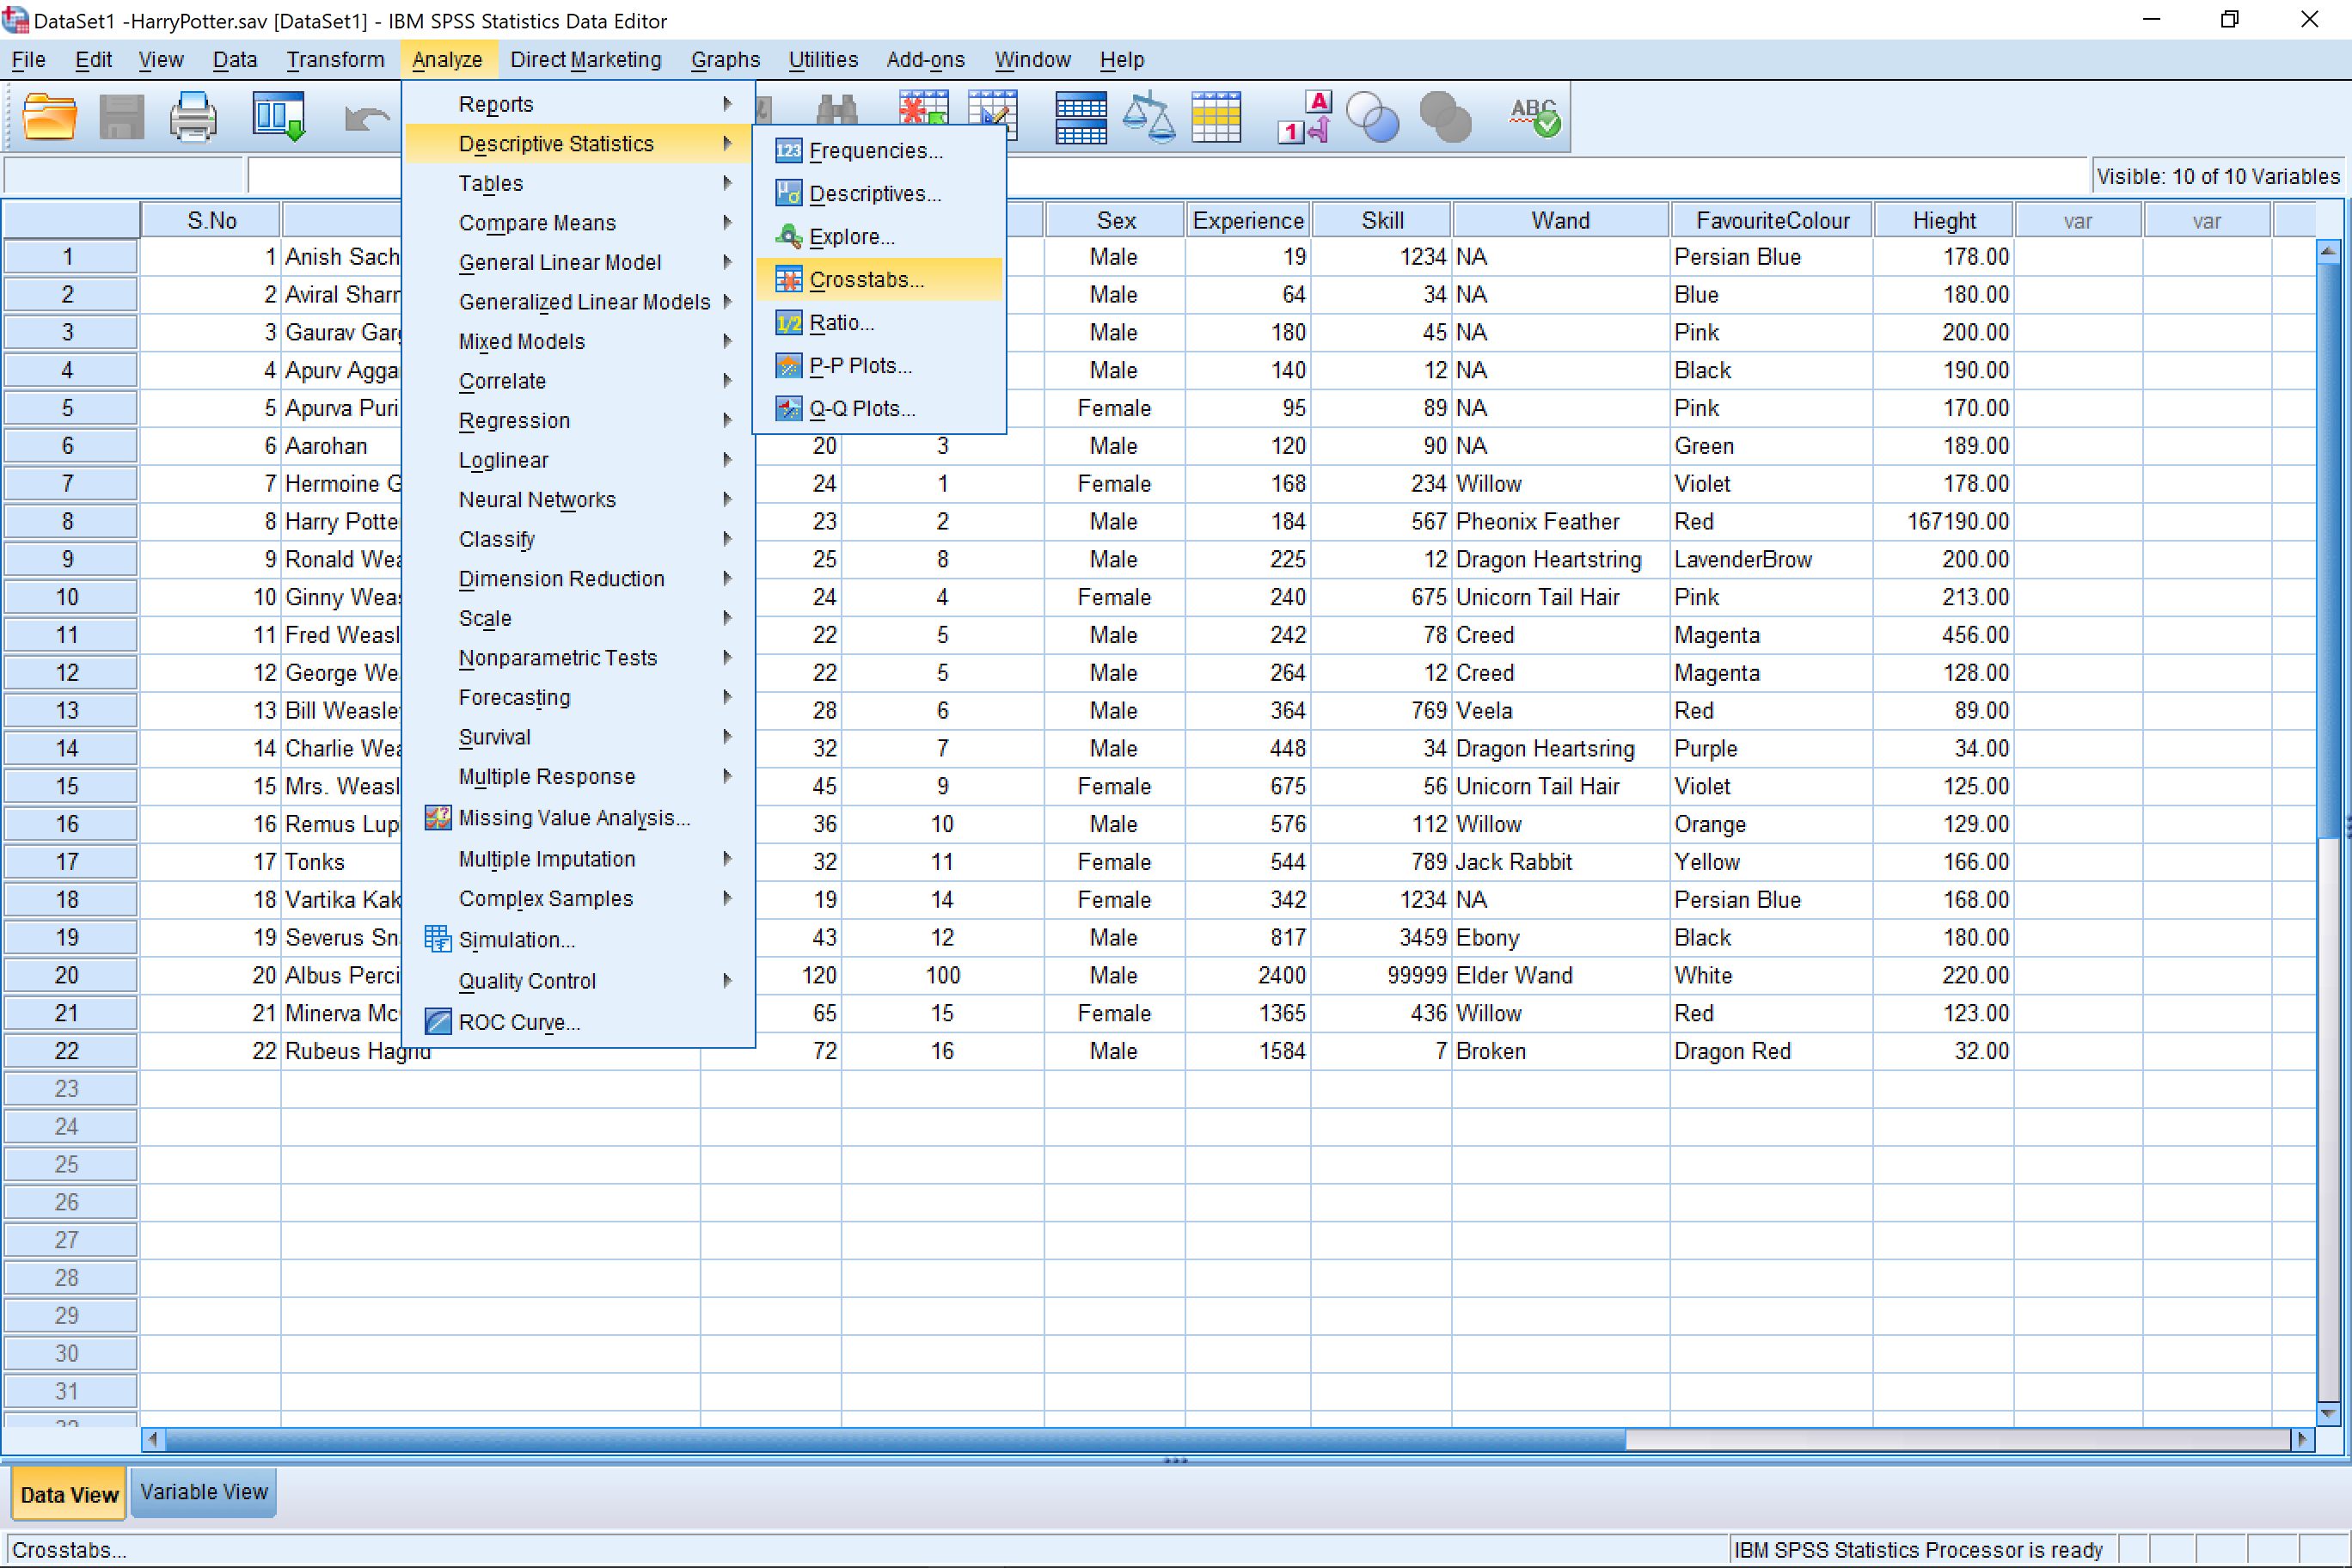 DataSet1 -HarryPotter.sav [DataSet1] - IBM SPSS Statistics Data Editor
File Edit View Data Transform Analyze Direct Marketing Graphs Utilities Add-ons Window Help
A
1
ABC
Visible: 10 of 10 Variables
Reports
Descriptive Statistics
Tables
Compare Means
General Linear Model
Generalized Linear Models
Mixed Models
Correlate
Regression
Loglinear
Neural Networks
Classify
Dimension Reduction
Scale
Nonparametric Tests
Forecasting
Survival
Multiple Response
Missing Value Analysis...
Multiple Imputation
Complex Samples
Simulation...
Quality Control
ROC Curve...
123 Frequencies...
μσ Descriptives...
Explore...
Crosstabs...
1/2 Ratio...
P-P Plots...
Q-Q Plots...
S.No Sex Experience Skill Wand FavouriteColour Hieght var var
1 1 Anish Sach Male 19 1234 NA Persian Blue 178.00
2 2 Aviral Male 64 34 NA Blue 180.00
3 3 Gaurav Male 180 45 NA Pink 200.00
4 4 Apurv Agga Male 140 12 NA Black 190.00
5 5 Apurva Puri Female 95 89 NA Pink 170.00
6 6 Aarohan 20 3 Male 120 90 NA Green 189.00
7 7 Hermoine G 24 1 Female 168 234 Willow Violet 178.00
8 8 Harry Potte 23 2 Male 184 567 Pheonix Feather Red 167190.00
9 9 Ronald Wea 25 8 Male 225 12 Dragon Heartstring LavenderBrow 200.00
10 10 Ginny Weas 24 4 Female 240 675 Unicorn Tail Hair Pink 213.00
11 11 Fred Weasl 22 5 Male 242 78 Creed Magenta 456.00
12 12 George We 22 5 Male 264 12 Creed Magenta 128.00
13 13 Bill Weasle 28 6 Male 364 769 Veela Red 89.00
14 14 Charlie Wea 32 7 Male 448 34 Dragon Heartsring Purple 34.00
15 15 Mrs. Weasl 45 9 Female 675 56 Unicorn Tail Hair Violet 125.00
16 16 Remus Lup 36 10 Male 576 112 Willow Orange 129.00
17 17 Tonks 32 11 Female 544 789 Jack Rabbit Yellow 166.00
18 18 Vartika Kak 19 14 Female 342 1234 NA Persian Blue 168.00
19 19 Severus Sn 43 12 Male 817 3459 Ebony Black 180.00
20 20 Albus Perci 120 100 Male 2400 99999 Elder Wand White 220.00
21 21 Minerva Mc 65 15 Female 1365 436 Willow Red 123.00
22 22 Rubeus Hagrid 72 16 Male 1584 7 Broken Dragon Red 32.00
23
24
25
26
27
28
29
30
31
32
Data View Variable View
Crosstabs... IBM SPSS Statistics Processor is ready